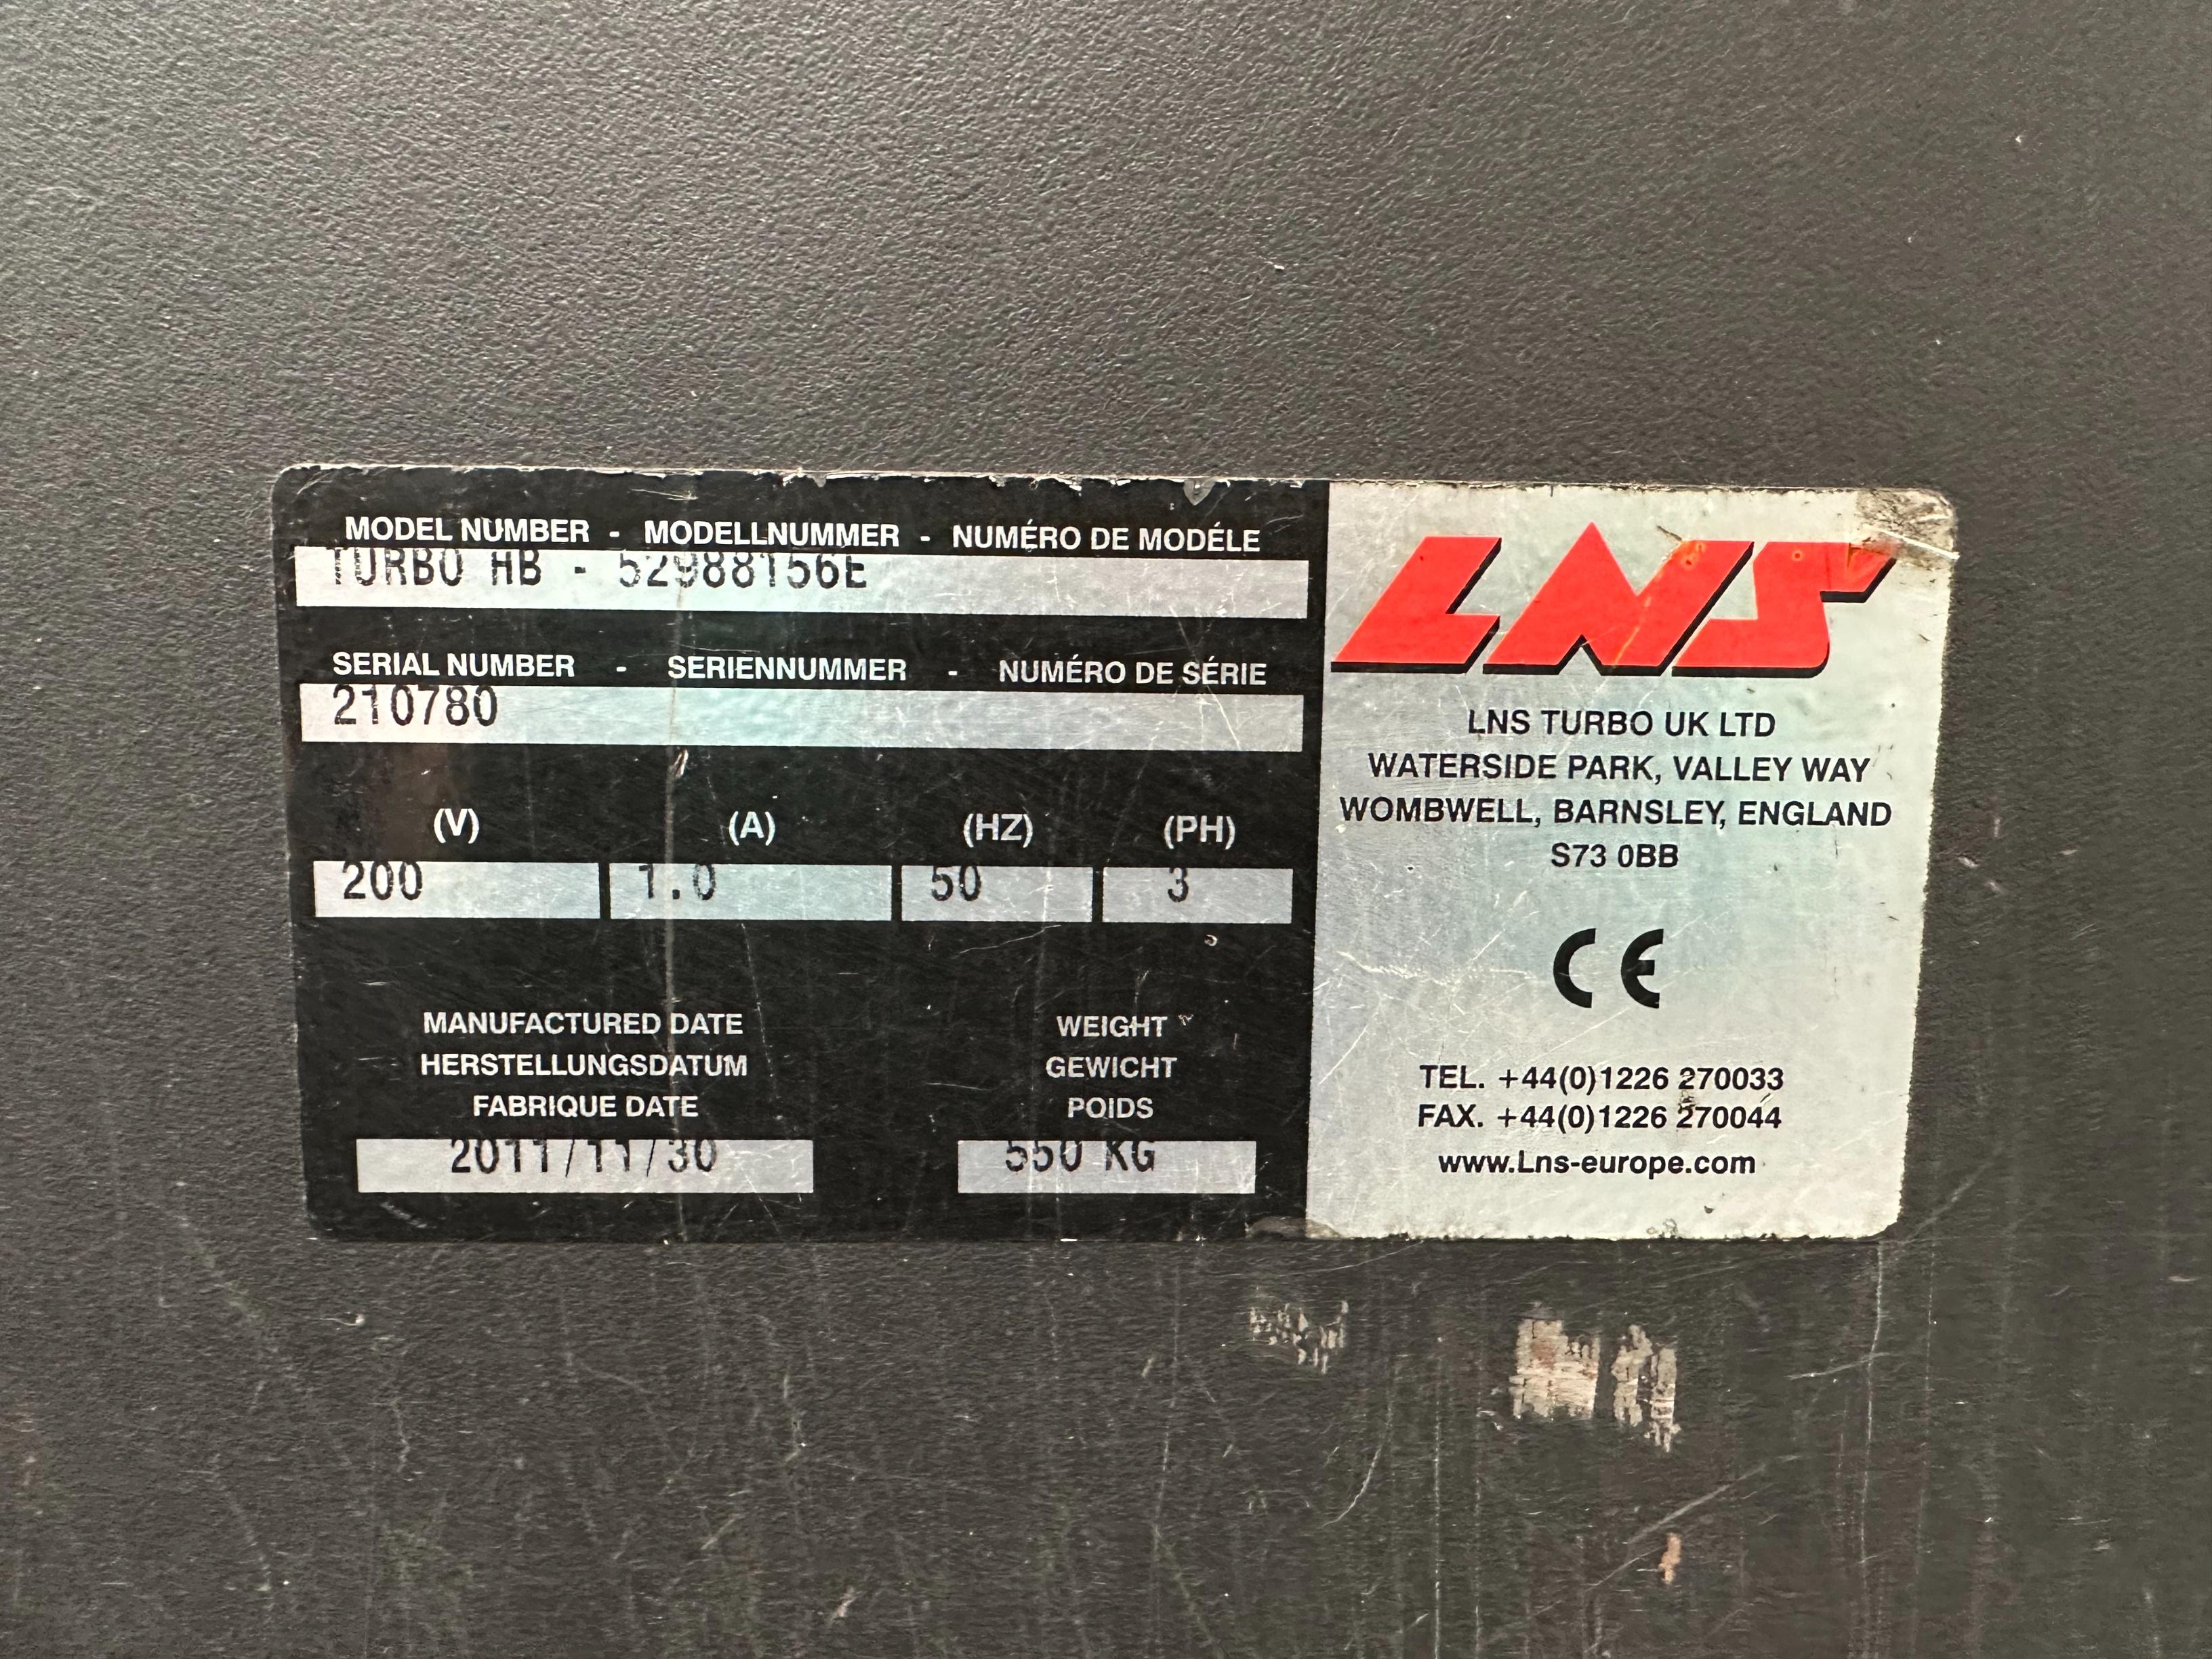 MODEL NUMBER - MODELLNUMMER - NUMÉRO DE MODÉLE
TURBO HB - 52988156E
SERIAL NUMBER - SERIENNUMMER - NUMÉRO DE SÉRIE
210780
(V) (A) (HZ) (PH)
200 1.0 50 3
MANUFACTURED DATE
HERSTELLUNGSDATUM
FABRIQUE DATE
2011/11/30
WEIGHT
GEWICHT
POIDS
550 KG
LNS
LNS TURBO UK LTD
WATERSIDE PARK, VALLEY WAY
WOMBWELL, BARNSLEY, ENGLAND
S73 0BB
CE
TEL. +44(0)1226 270033
FAX. +44(0)1226 270044
www.Lns-europe.com